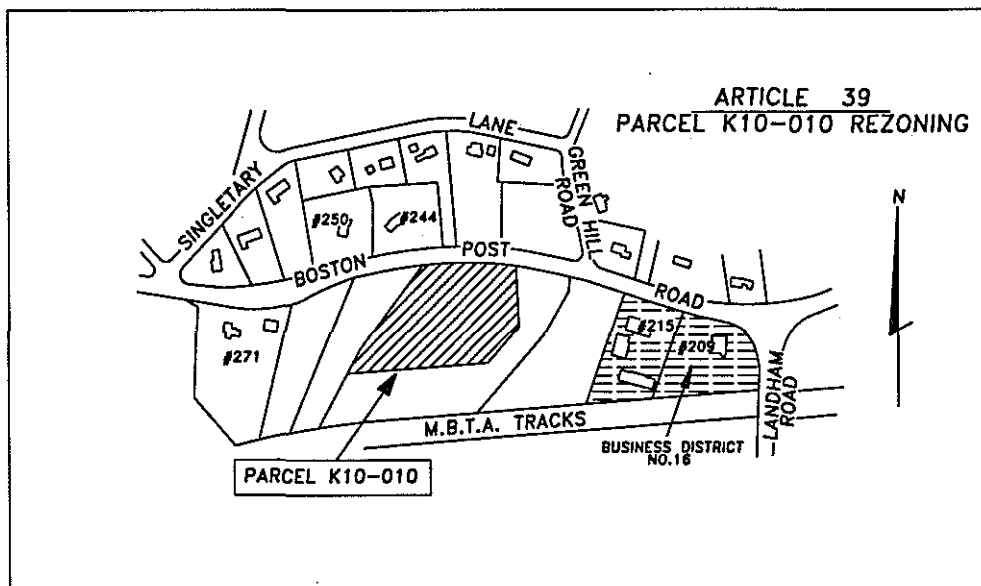 ARTICLE 39
PARCEL K10-010 REZONING
LANE
SINGLETARY
GREEN HILL
ROAD
N
#250
#244
BOSTON
POST
ROAD
#215
#209
#271
M.B.T.A. TRACKS
LANDHAM
ROAD
BUSINESS DISTRICT
NO.16
PARCEL K10-010